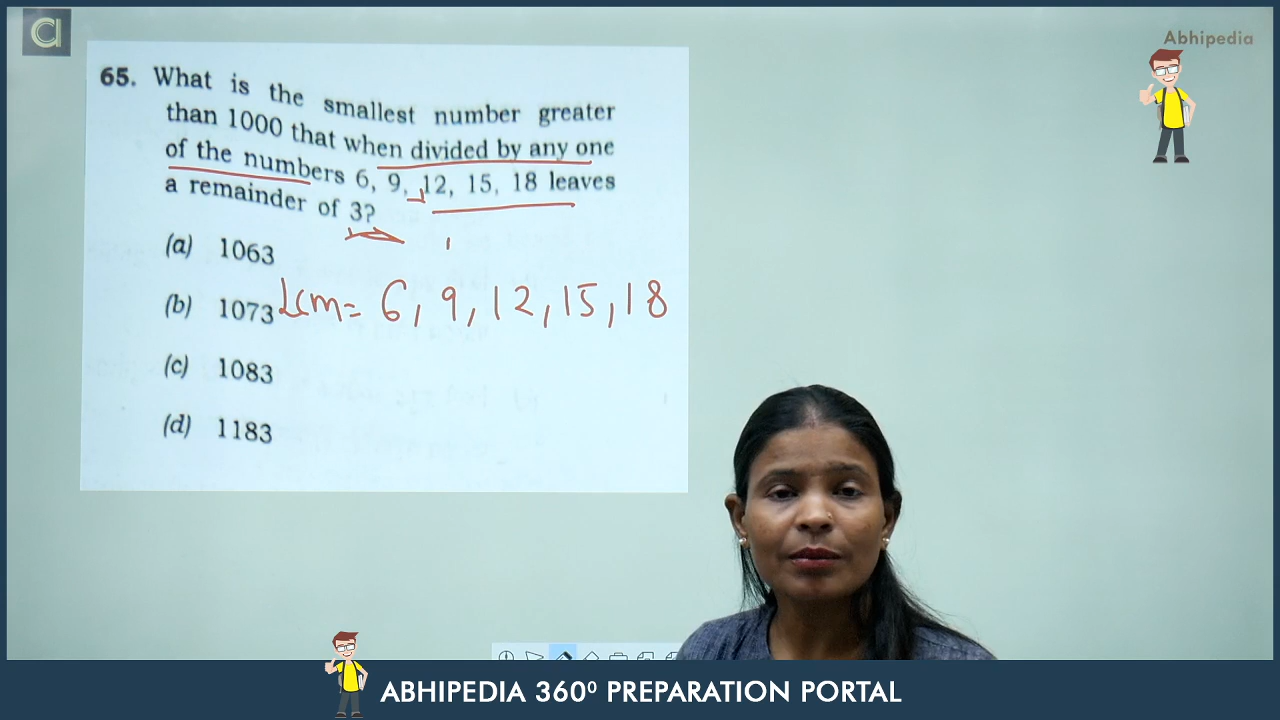 Abhipedia
65. What is the smallest number greater
than 1000 that when divided by any one
of the numbers 6, 9, 12, 15, 18 leaves
a remainder of 3?
(a) 1063
(b) 1073
Lcm= 6, 9, 12, 15, 18
(c) 1083
(d) 1183
ABHIPEDIA 360⁰ PREPARATION PORTAL